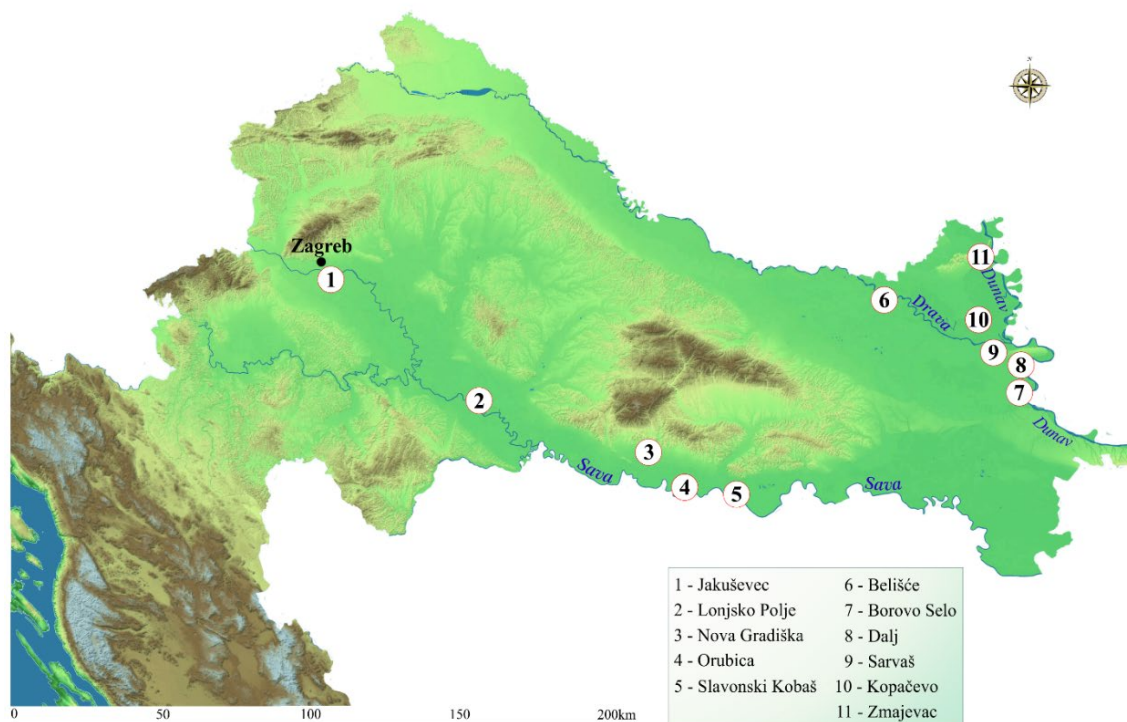 N
Zagreb
1
11
Dunav
6
Drava
10
9
8
7
2
Dunav
3
Sava
4
5
Sava
1 - Jakuševec
2 - Lonjsko Polje
3 - Nova Gradiška
4 - Orubica
5 - Slavonski Kobaš
6 - Belišće
7 - Borovo Selo
8 - Dalj
9 - Sarvaš
10 - Kopačevo
11 - Zmajevac
0 50 100 150 200km